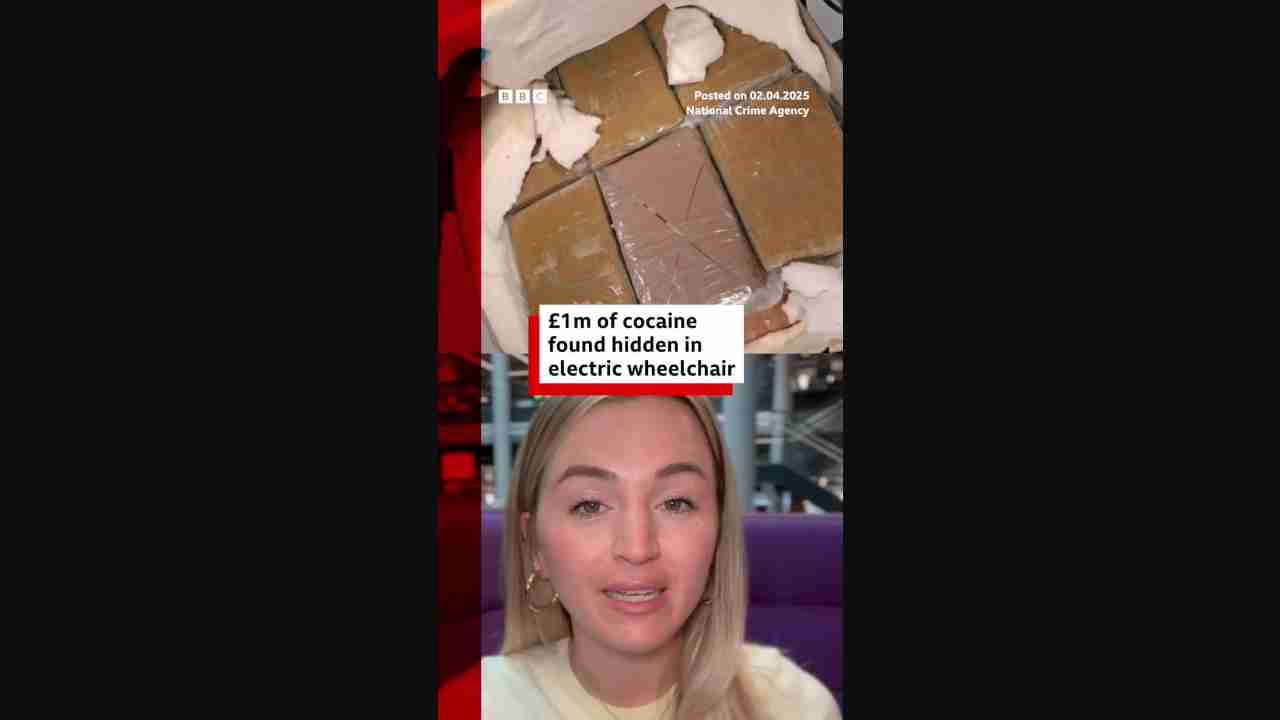 BBC
Posted on 02.04.2025
National Crime Agency
£1m of cocaine
found hidden in
electric wheelchair